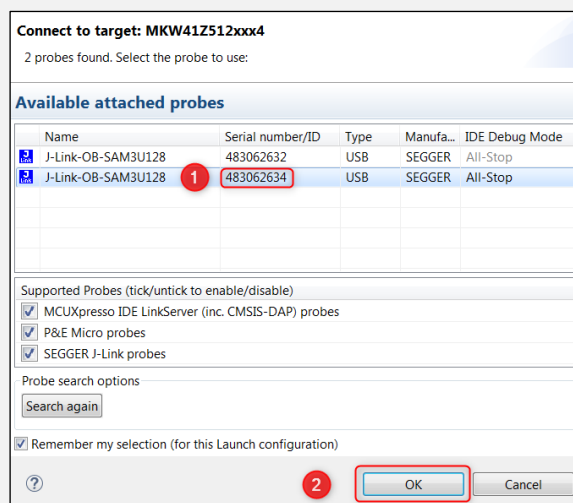 Connect to target: MKW41Z512xxx4
2 probes found. Select the probe to use:
Available attached probes
Name Serial number/ID Type Manufa... IDE Debug Mode
J-Link J-Link-OB-SAM3U128 483062632 USB SEGGER All-Stop
J-Link J-Link-OB-SAM3U128 1 483062634 USB SEGGER All-Stop
Supported Probes (tick/untick to enable/disable)
MCUXpresso IDE LinkServer (inc. CMSIS-DAP) probes
P&E Micro probes
SEGGER J-Link probes
Probe search options
Search again
Remember my selection (for this Launch configuration)
? 2 OK Cancel